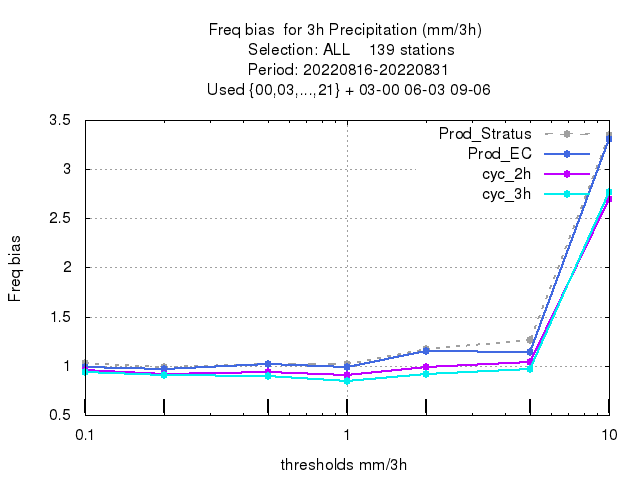 Freq bias  for 3h Precipitation (mm/3h)
Selection: ALL    139 stations
Period: 20220816-20220831
Used {00,03,...,21} + 03-00 06-03 09-06
Prod_Stratus
Prod_EC
cyc_2h
cyc_3h
3.5
3
2.5
2
1.5
1
0.5
Freq bias
0.1
1
10
thresholds mm/3h